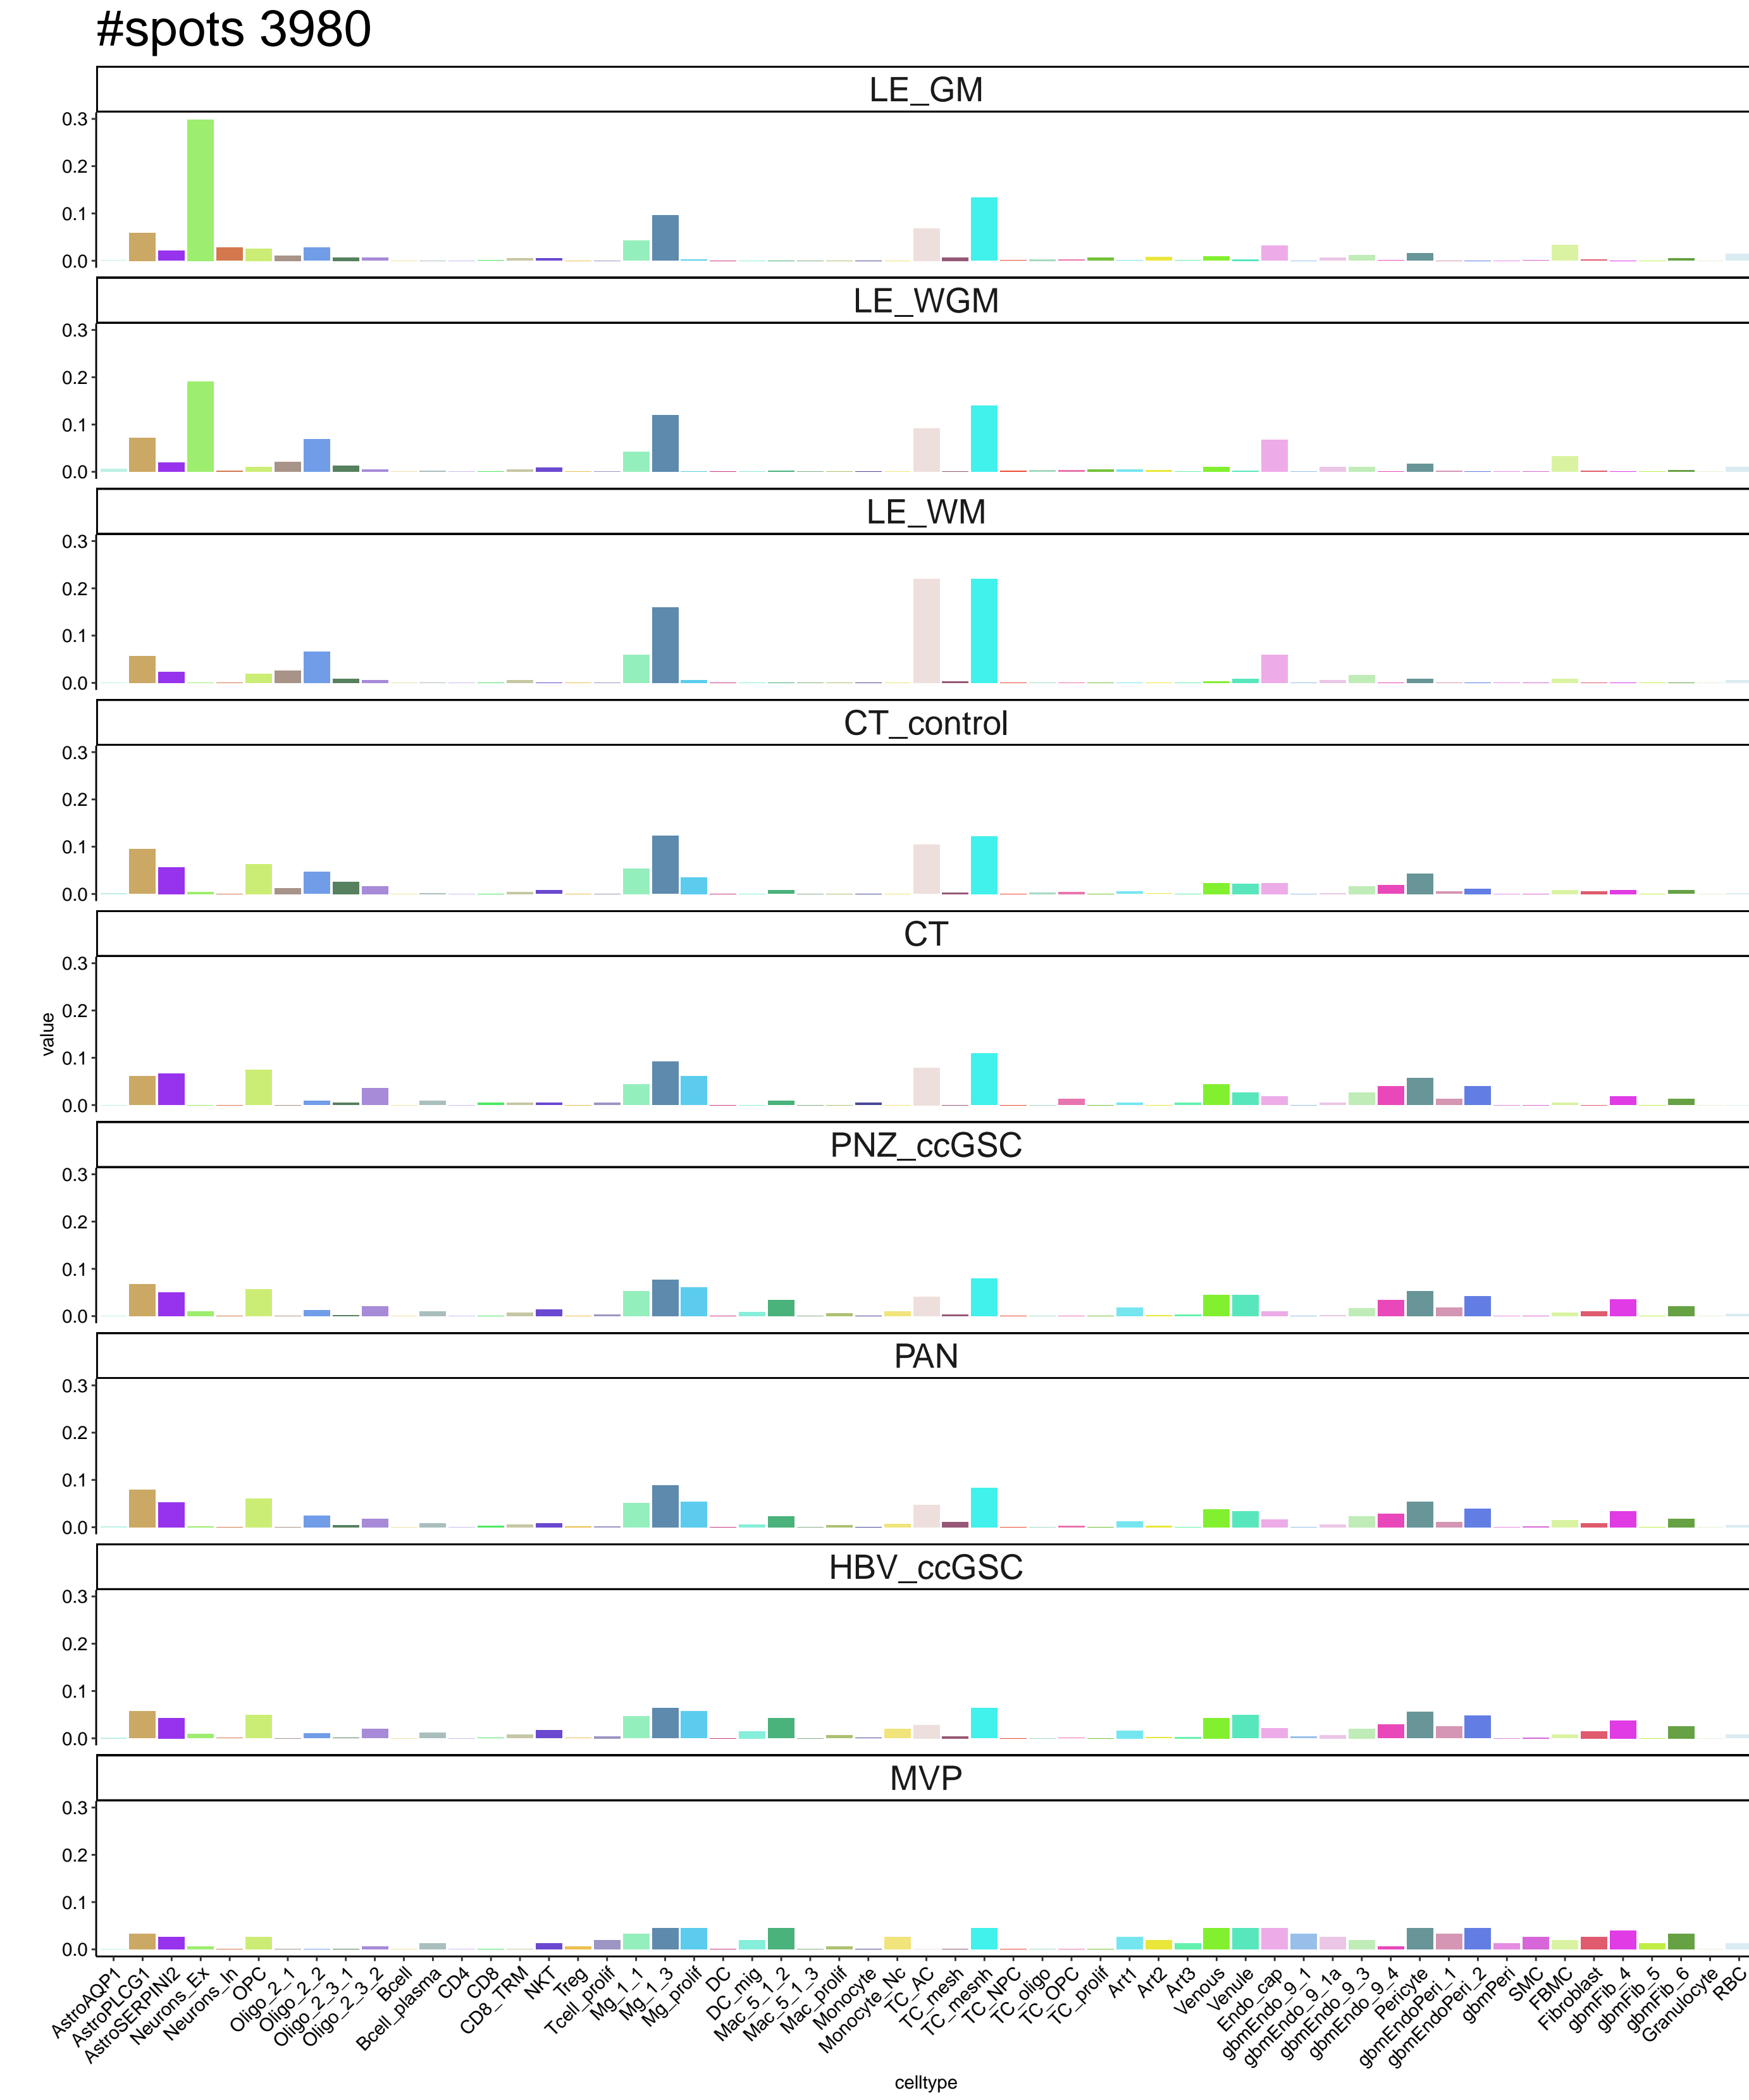 #spots 3980
LE_GM
0.3
0.2
0.1
0.0
LE_WGM
0.3
0.2
0.1
0.0
LE_WM
0.3
0.2
0.1
0.0
CT_control
0.3
0.2
0.1
0.0
CT
0.3
0.2
0.1
0.0
value
PNZ_ccGSC
0.3
0.2
0.1
0.0
PAN
0.3
0.2
0.1
0.0
HBV_ccGSC
0.3
0.2
0.1
0.0
MVP
0.3
0.2
0.1
0.0
AstroAQP1
AstroPLCG1
AstroSERPINI2
Neurons_Ex
Neurons_In
OPC
Oligo_2_1
Oligo_2_2
Oligo_2_3_1
Oligo_2_3_2
Bcell
Bcell_plasma
CD4
CD8
CD8_TRM
NKT
Treg
Tcell_prolif
Mg_1_1
Mg_1_3
Mg_prolif
DC
DC_mig
Mac_5_1_2
Mac_5_1_3
Mac_prolif
Monocyte
Monocyte_Nc
TC_AC
TC_mesh
TC_mesnh
TC_NPC
TC_oligo
TC_OPC
TC_prolif
Art1
Art2
Art3
Venous
Venule
Endo_cap
gbmEndo_9_1
gbmEndo_9_1a
gbmEndo_9_3
gbmEndo_9_4
Pericyte
gbmEndoPeri_1
gbmEndoPeri_2
gbmPeri
SMC
FBMC
Fibroblast
gbmFib_4
gbmFib_5
gbmFib_6
Granulocyte
RBC
celltype